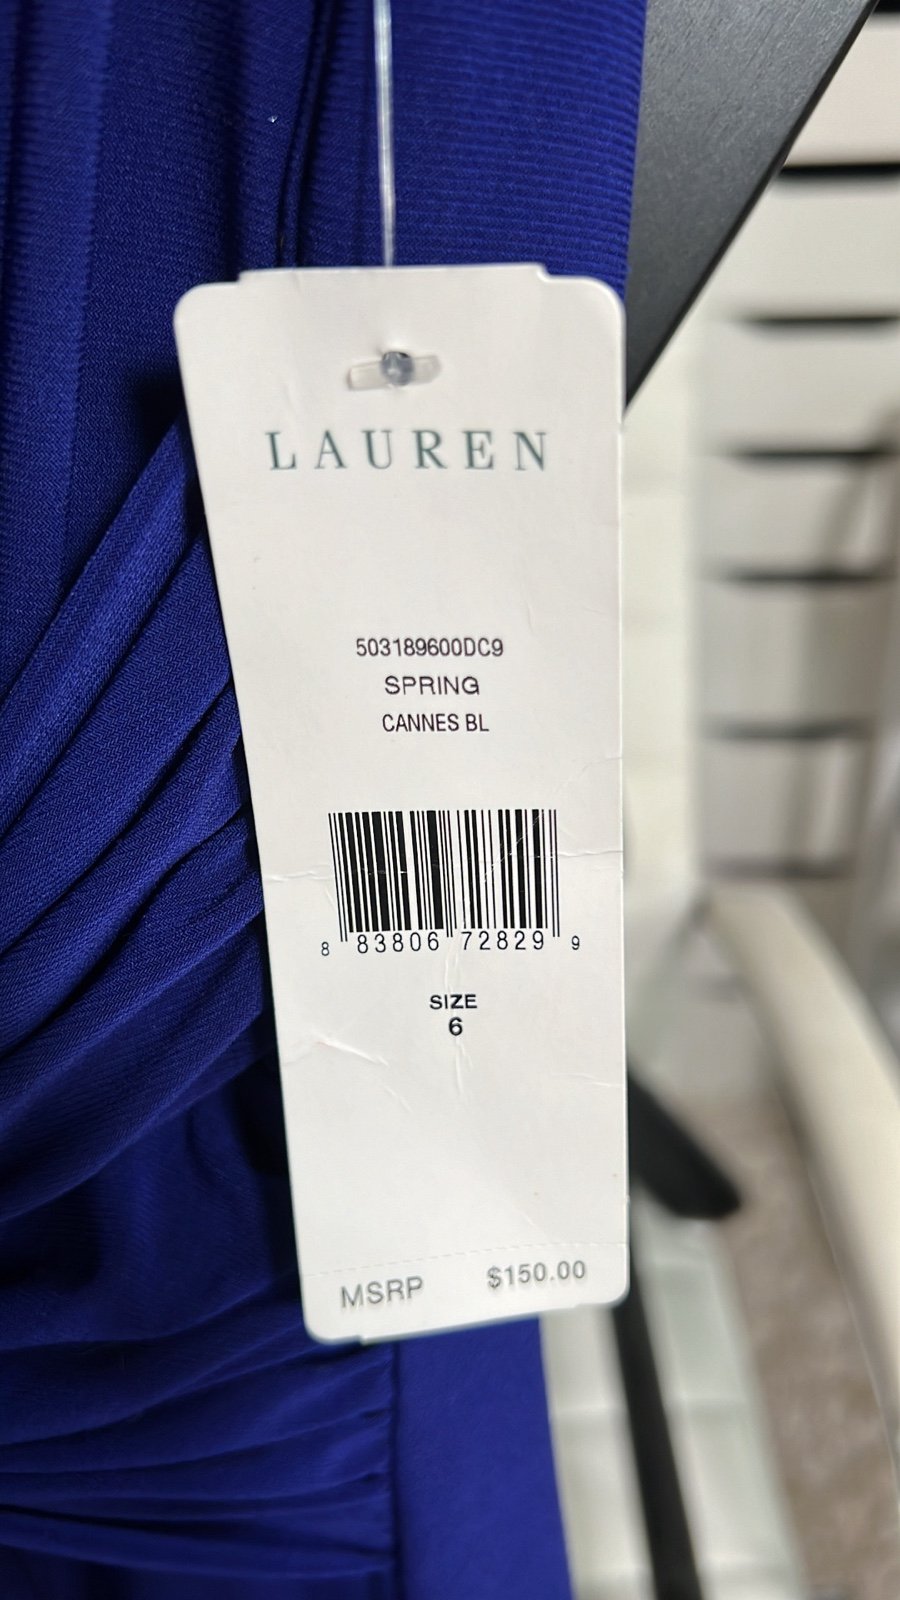 LAUREN
503189600DC9
SPRING
CANNES BL
8 83806 72829 9
SIZE
6
MSRP $150.00